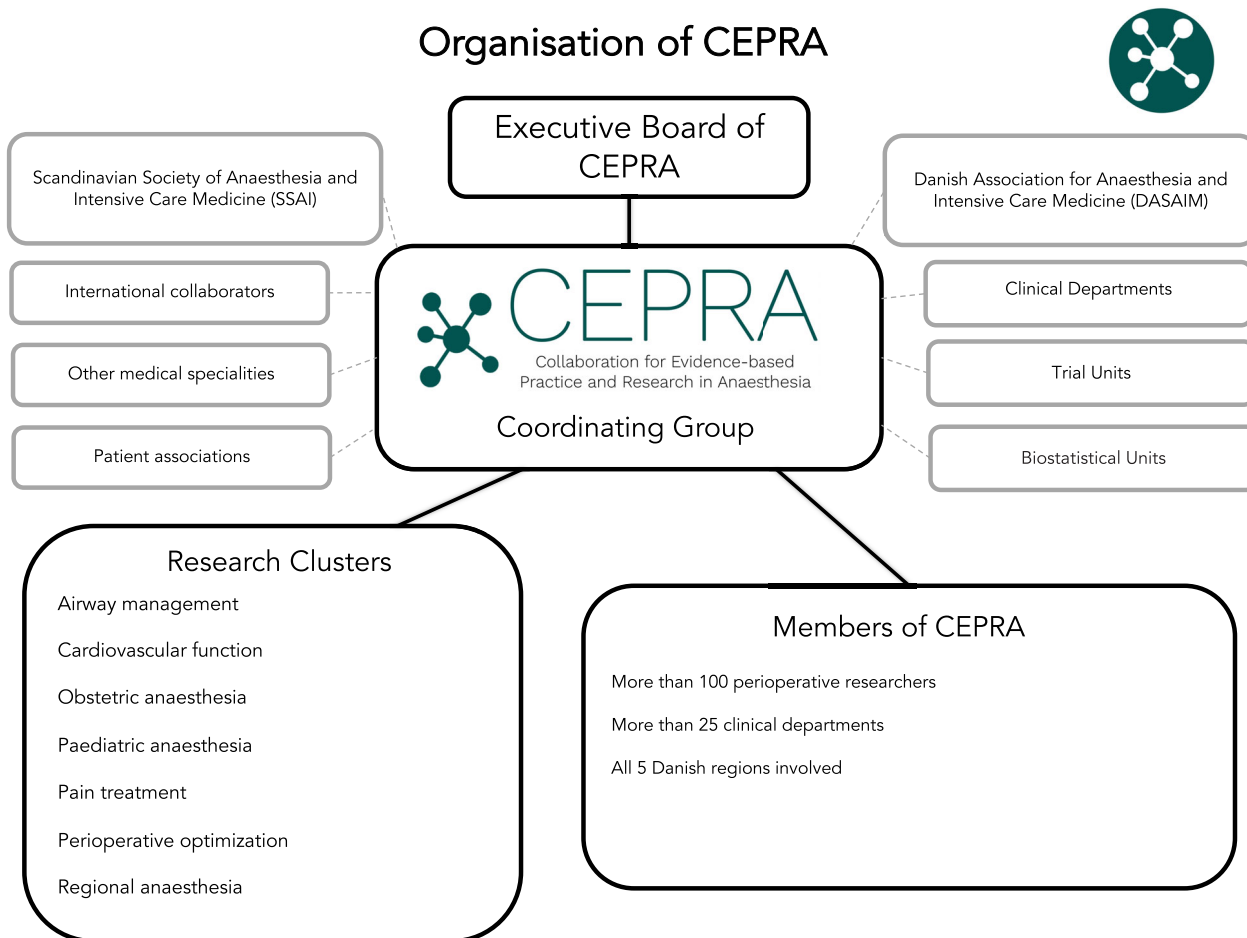 Organisation of CEPRA
Executive Board of
CEPRA
Scandinavian Society of Anaesthesia and
Intensive Care Medicine (SSAI)
Danish Association for Anaesthesia and
Intensive Care Medicine (DASAIM)
International collaborators
Other medical specialities
Patient associations
CEPRA
Collaboration for Evidence-based
Practice and Research in Anaesthesia
Coordinating Group
Clinical Departments
Trial Units
Biostatistical Units
Research Clusters
Airway management
Cardiovascular function
Obstetric anaesthesia
Paediatric anaesthesia
Pain treatment
Perioperative optimization
Regional anaesthesia
Members of CEPRA
More than 100 perioperative researchers
More than 25 clinical departments
All 5 Danish regions involved